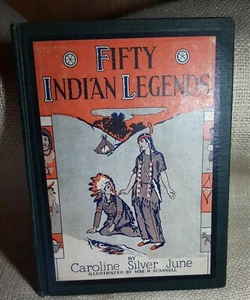 FIFTY
INDIAN LEGENDS
BY
Caroline Silver June
ILLUSTRATED BY MAE H SCANNELL